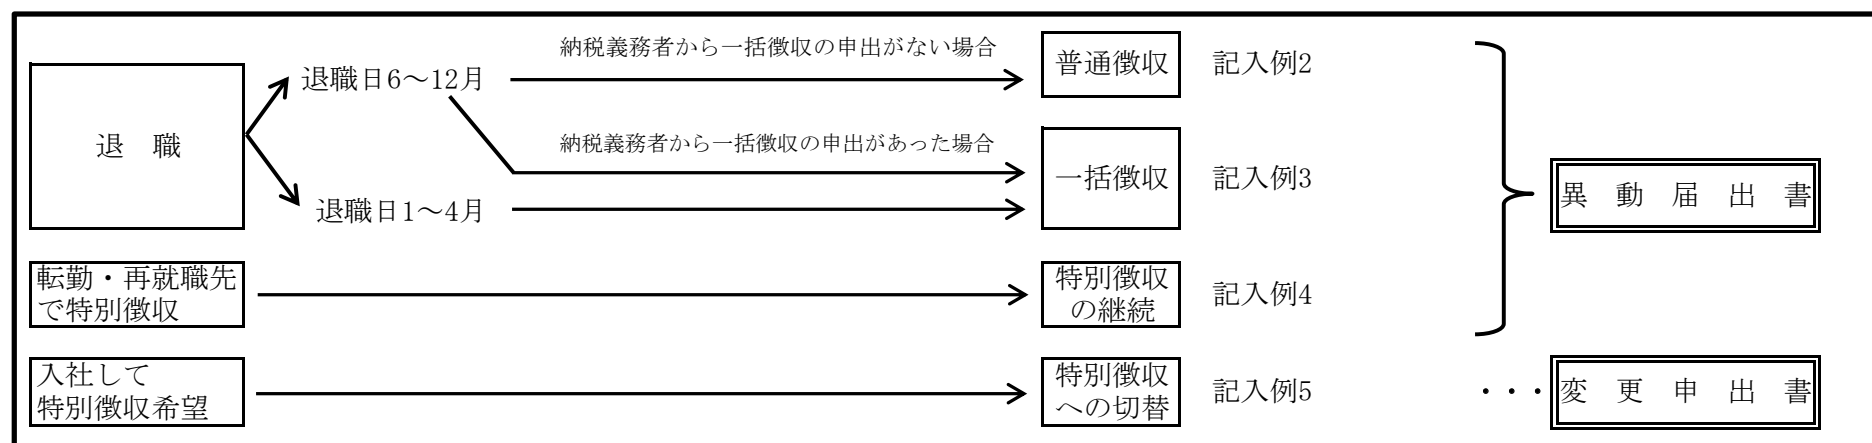 納税義務者から一括徴収の申出がない場合
普通徴収
記入例2
退職日6～12月
退　職
納税義務者から一括徴収の申出があった場合
一括徴収
記入例3
異　動　届　出　書
退職日1～4月
転勤・再就職先
で特別徴収
特別徴収
の継続
記入例4
入社して
特別徴収希望
特別徴収
への切替
記入例5
・・・
変　更　申　出　書